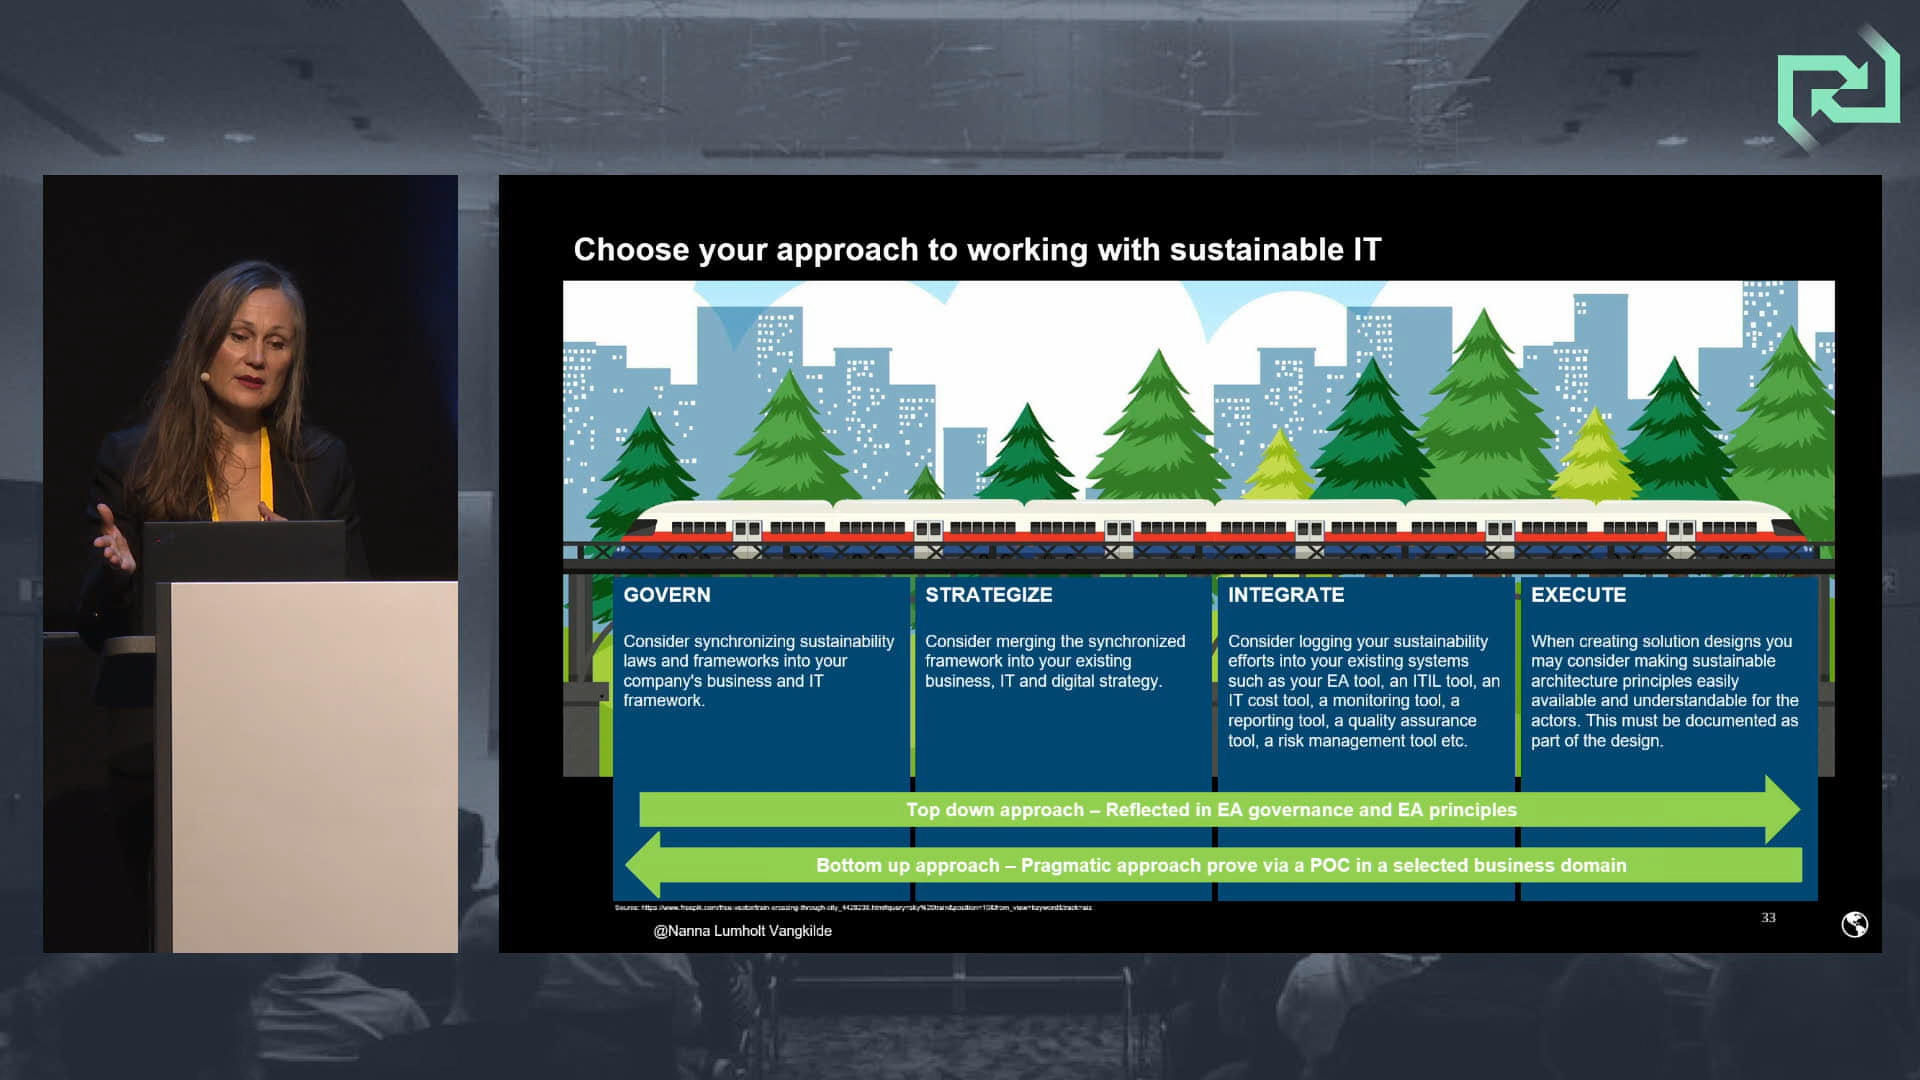 Choose your approach to working with sustainable IT
GOVERN
Consider synchronizing sustainability
laws and frameworks into your
company's business and IT
framework.
STRATEGIZE
Consider merging the synchronized
framework into your existing
business, IT and digital strategy.
INTEGRATE
Consider logging your sustainability
efforts into your existing systems
such as your EA tool, an ITIL tool, an
IT cost tool, a monitoring tool, a
reporting tool, a quality assurance
tool, a risk management tool etc.
EXECUTE
When creating solution designs you
may consider making sustainable
architecture principles easily
available and understandable for the
actors. This must be documented as
part of the design.
Top down approach – Reflected in EA governance and EA principles
Bottom up approach – Pragmatic approach prove via a POC in a selected business domain
Source:
@Nanna Lumholt Vangkilde
33